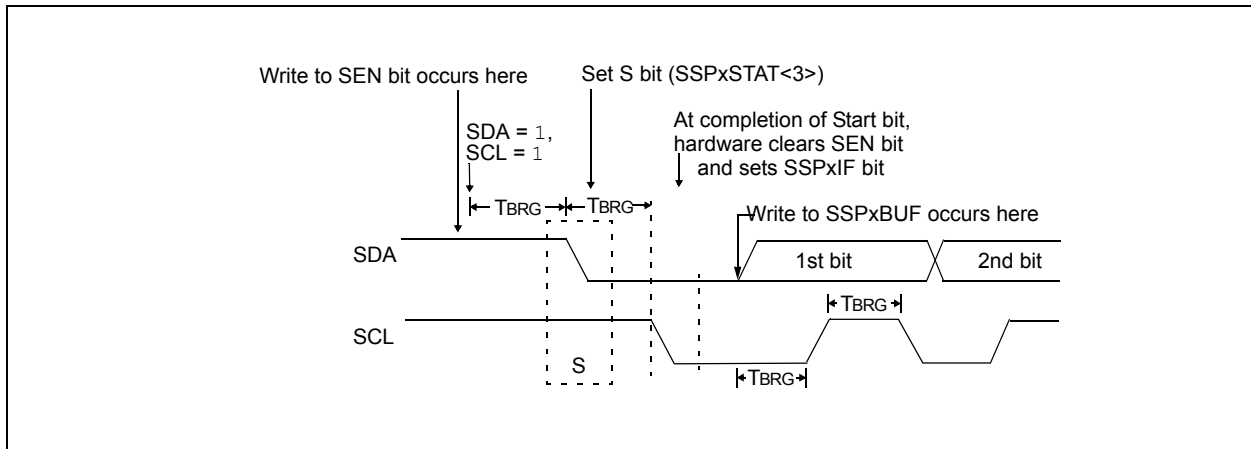 Write to SEN bit occurs here
Set S bit (SSPxSTAT<3>)
SDA = 1,
SCL = 1
At completion of Start bit,
hardware clears SEN bit
and sets SSPxIF bit
TBRG
TBRG
Write to SSPxBUF occurs here
SDA
1st bit
2nd bit
TBRG
SCL
S
TBRG